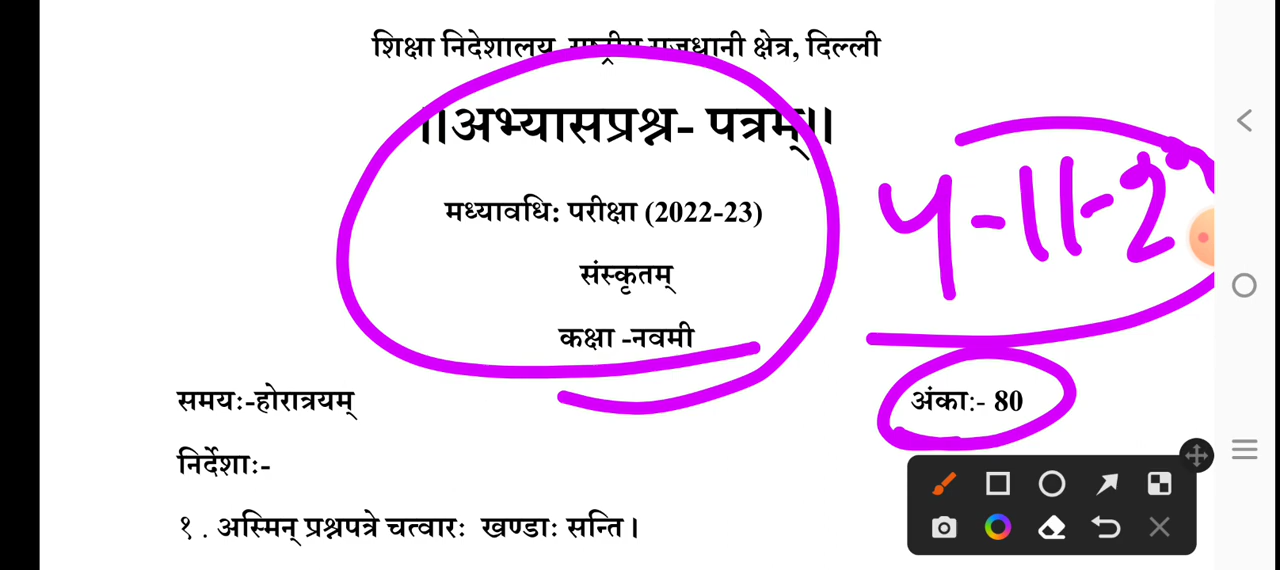 शिक्षा निदेशालय, राष्ट्रीय राजधानी क्षेत्र, दिल्ली
।।अभ्यासप्रश्न- पत्रम्।।
मध्यावधि: परीक्षा (2022-23)
संस्कृतम्
कक्षा -नवमी
समयः-होरात्रयम्
अंकाः- 80
निर्देशाः-
१ . अस्मिन् प्रश्नपत्रे चत्वारः खण्डाः सन्ति।